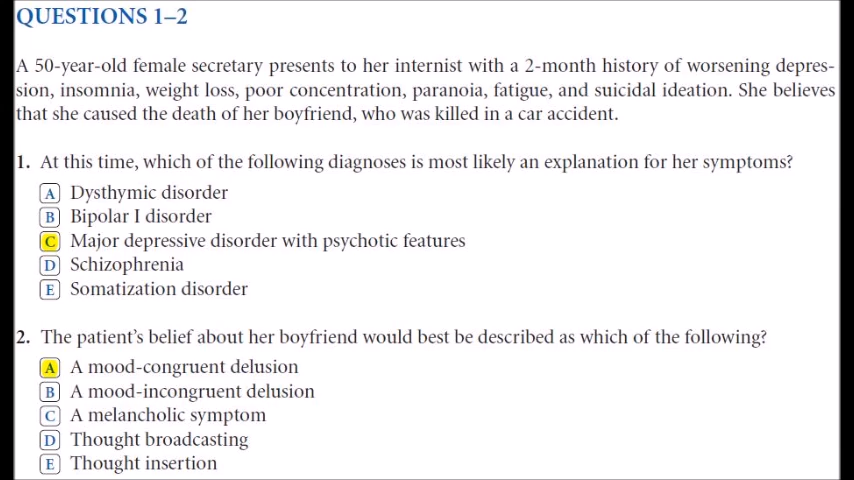 QUESTIONS 1–2
A 50-year-old female secretary presents to her internist with a 2-month history of worsening depres-
sion, insomnia, weight loss, poor concentration, paranoia, fatigue, and suicidal ideation. She believes
that she caused the death of her boyfriend, who was killed in a car accident.
1. At this time, which of the following diagnoses is most likely an explanation for her symptoms?
A Dysthymic disorder
B Bipolar I disorder
C Major depressive disorder with psychotic features
D Schizophrenia
E Somatization disorder
2. The patient’s belief about her boyfriend would best be described as which of the following?
A A mood-congruent delusion
B A mood-incongruent delusion
C A melancholic symptom
D Thought broadcasting
E Thought insertion